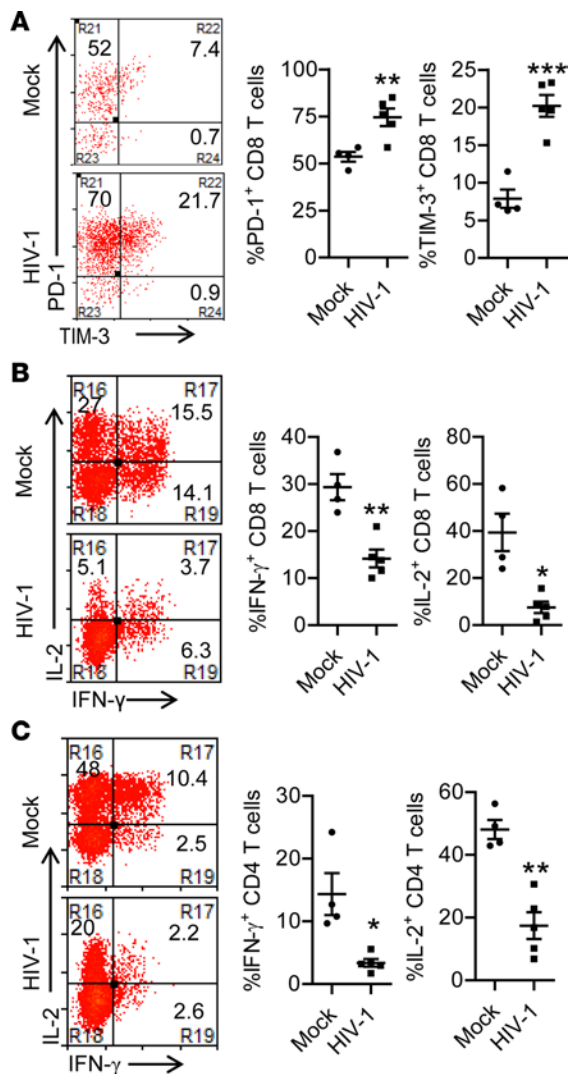 A
Mock
R21
R22
52
7.4
0.7
R23
R24
HIV-1
PD-1
R21
R22
70
21.7
0.9
R23
R24
TIM-3
%PD-1+ CD8 T cells
100
75
50
25
0
**
Mock
HIV-1
%TIM-3+ CD8 T cells
25
20
15
10
5
0
***
Mock
HIV-1
B
Mock
R16
R17
27
15.5
14.1
R18
R19
HIV-1
IL-2
R16
R17
5.1
3.7
6.3
R18
R19
IFN-γ
%IFN-γ+ CD8 T cells
40
30
20
10
0
**
Mock
HIV-1
%IL-2+ CD8 T cells
80
60
40
20
0
*
Mock
HIV-1
C
Mock
R16
R17
48
10.4
2.5
R18
R19
HIV-1
IL-2
R16
R17
20
2.2
2.6
R18
R19
IFN-γ
%IFN-γ+ CD4 T cells
30
20
10
0
*
Mock
HIV-1
%IL-2+ CD4 T cells
60
40
20
0
**
Mock
HIV-1